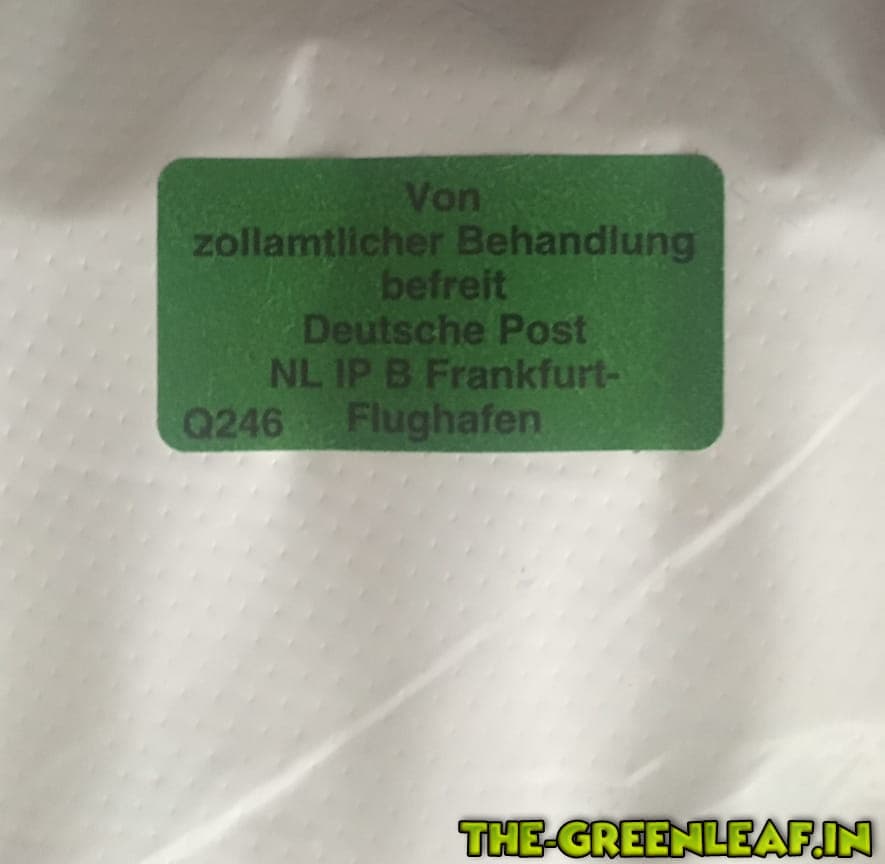 Von
zollamtlicher Behandlung
befreit
Deutsche Post
NL IP B Frankfurt-
Q246 Flughafen
THE-GREENLEAF.IN